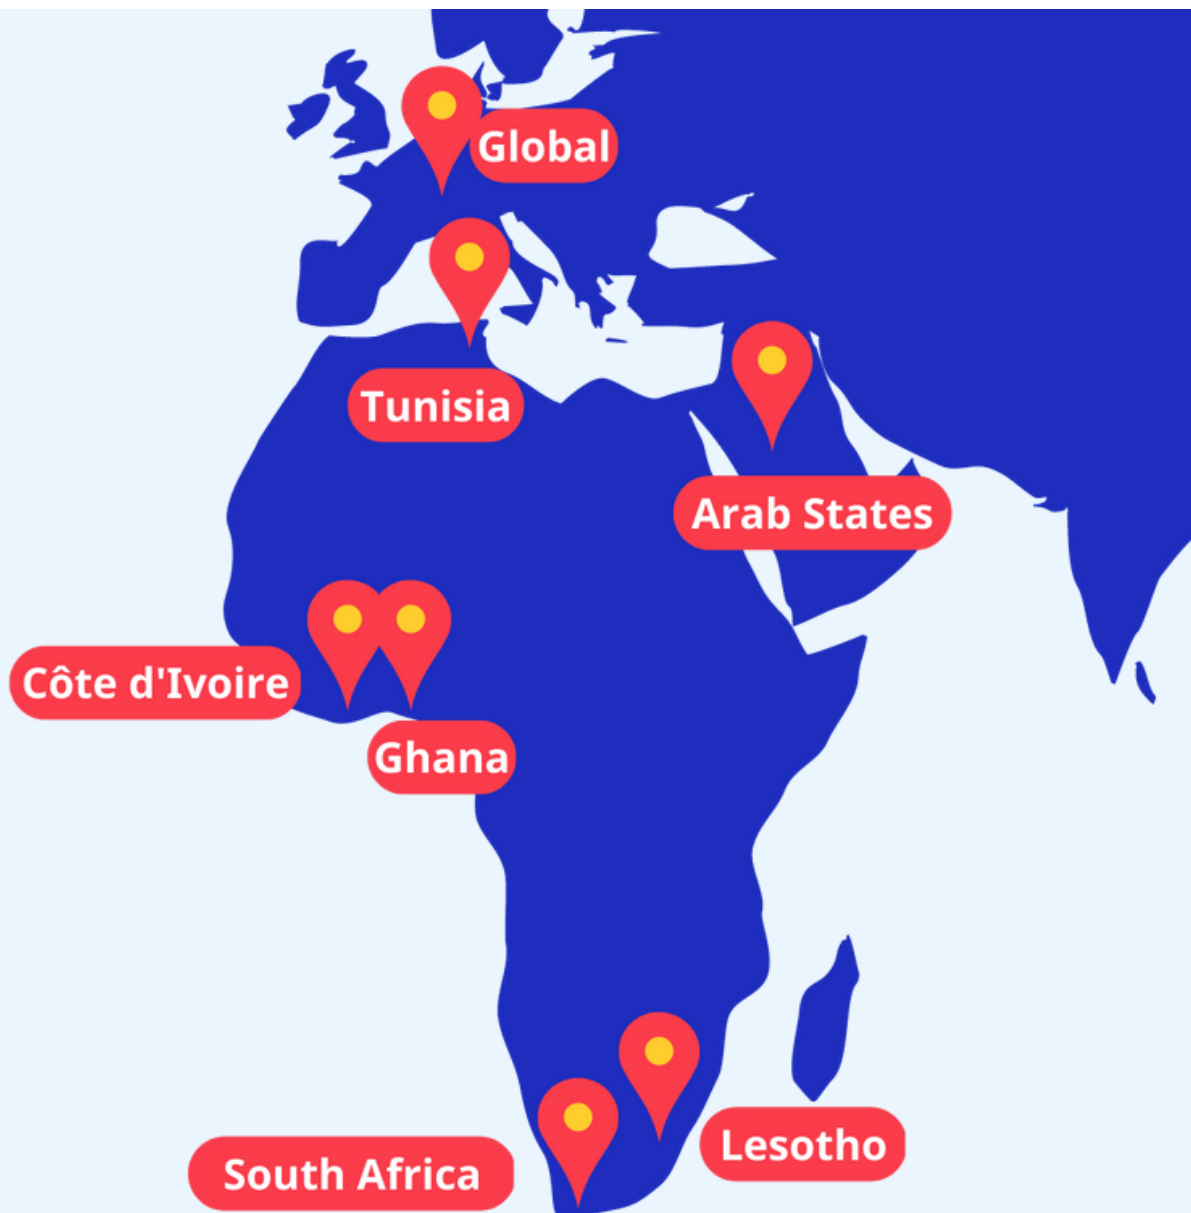 Global
Tunisia
Arab States
Côte d'Ivoire
Ghana
Lesotho
South Africa